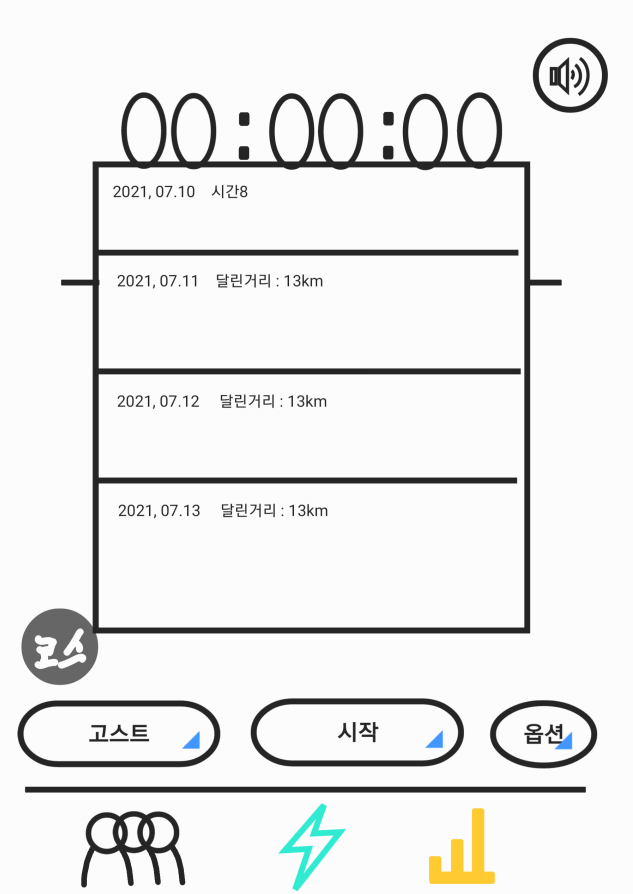 00:00:00
2021, 07.10 시간8
2021, 07.11 달린거리 : 13km
2021, 07.12 달린거리 : 13km
2021, 07.13 달린거리 : 13km
코스
고스트 시작 옵션